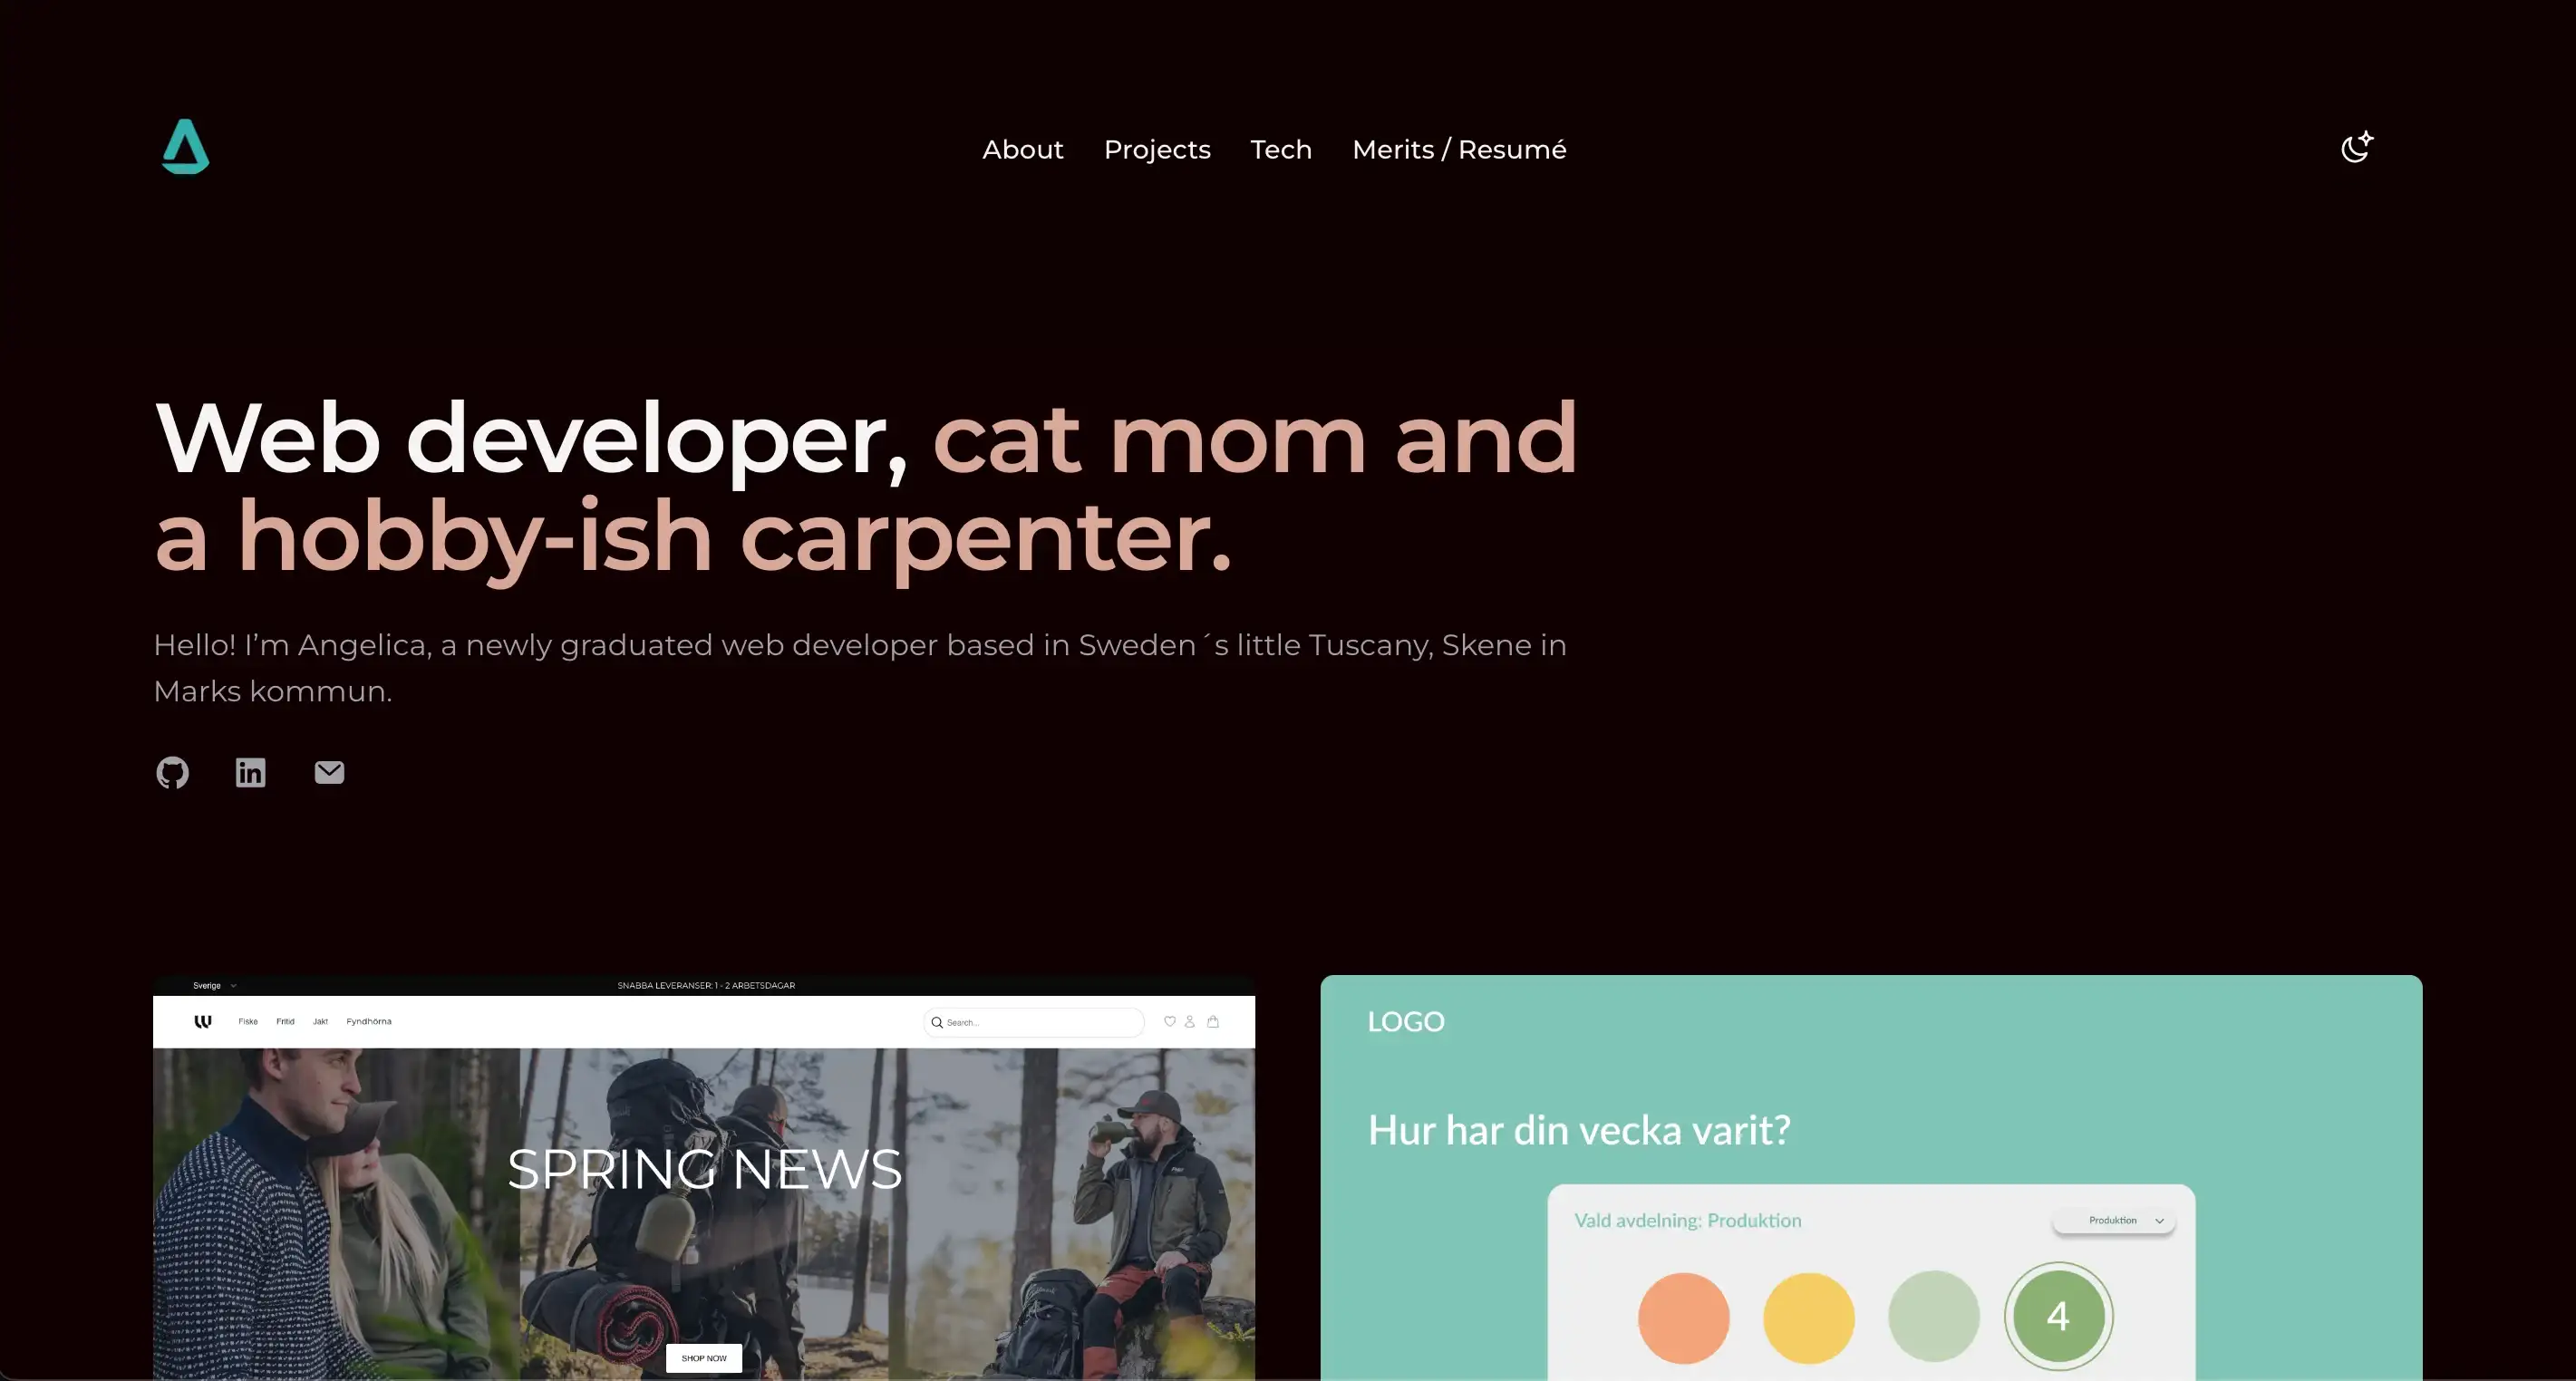 About Projects Tech Merits / Resumé
Web developer, cat mom and
a hobby-ish carpenter.
Hello! I’m Angelica, a newly graduated web developer based in Sweden´s little Tuscany, Skene in
Marks kommun.
Sverige
SNABBA LEVERANSER: 1 - 2 ARBETSDAGAR
Fiske Fritid Jakt Fyndhörna
Search...
SPRING NEWS
SHOP NOW
LOGO
Hur har din vecka varit?
Vald avdelning: Produktion
Produktion
4